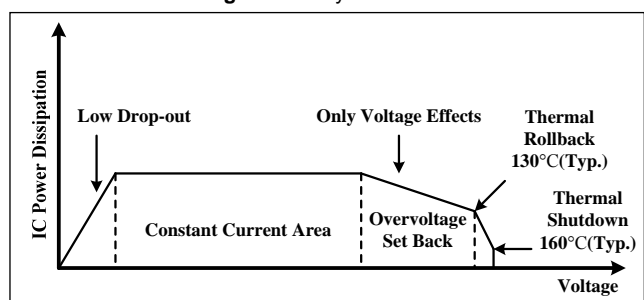 IC Power Dissipation
Low Drop-out
Only Voltage Effects
Thermal
Rollback
130°C(Typ.)
Constant Current Area
Overvoltage
Set Back
Thermal
Shutdown
160°C(Typ.)
Voltage